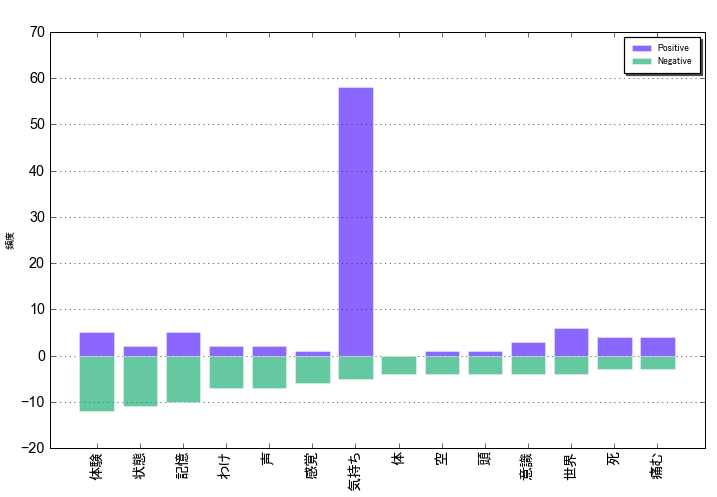 70
60
50
40
30
20
10
0
−10
−20
頻度
Positive
Negative
体験
状態
記憶
わけ
声
感覚
気持ち
体
空
頭
意識
世界
死
痛む